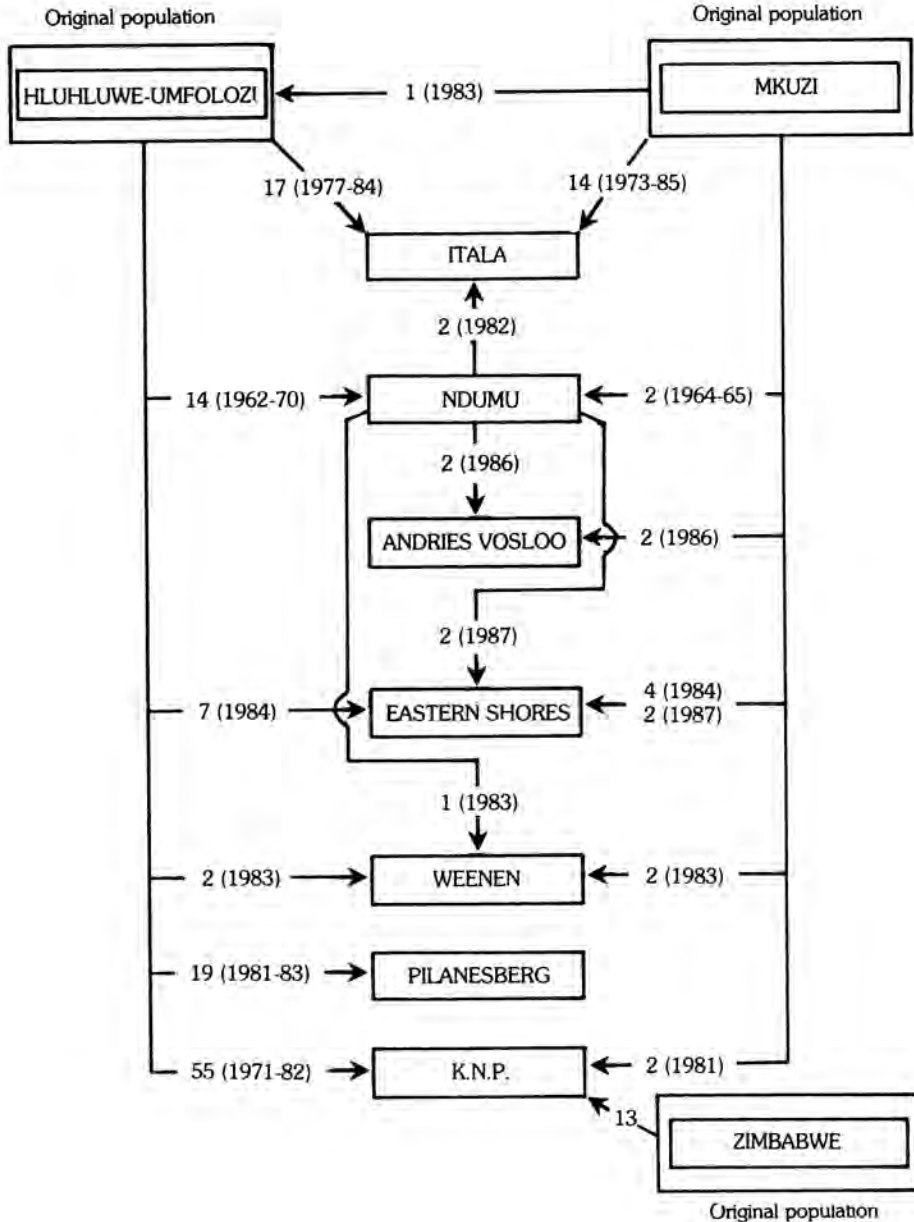 Original population
Original population
HLUHLUWE-UMFOLOZI
1 (1983)
MKUZI
17 (1977-84)
14 (1973-85)
ITALA
2 (1982)
14 (1962-70)
NDUMU
2 (1964-65)
2 (1986)
ANDRIES VOSLOO
2 (1986)
2 (1987)
7 (1984)
EASTERN SHORES
4 (1984)
2 (1987)
1 (1983)
2 (1983)
WEENEN
2 (1983)
19 (1981-83)
PILANESBERG
55 (1971-82)
K.N.P.
2 (1981)
13
ZIMBABWE
Original population